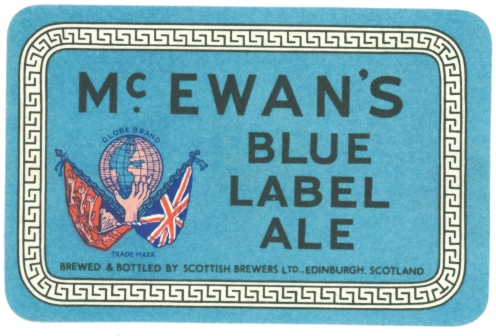 McEWAN'S
BLUE
LABEL
ALE
GLOBE BRAND
TRADE MARK
BREWED & BOTTLED BY SCOTTISH BREWERS LTD., EDINBURGH, SCOTLAND